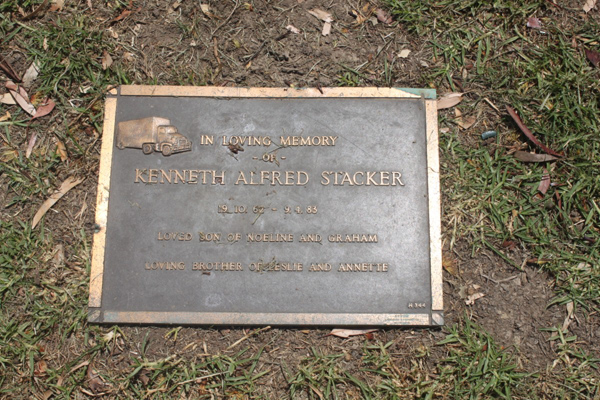 IN LOVING MEMORY
- OF -
KENNETH ALFRED STACKER
LOVED SON OF NOELINE AND GRAHAM
LOVING BROTHER OF LESLIE AND ANNETTE